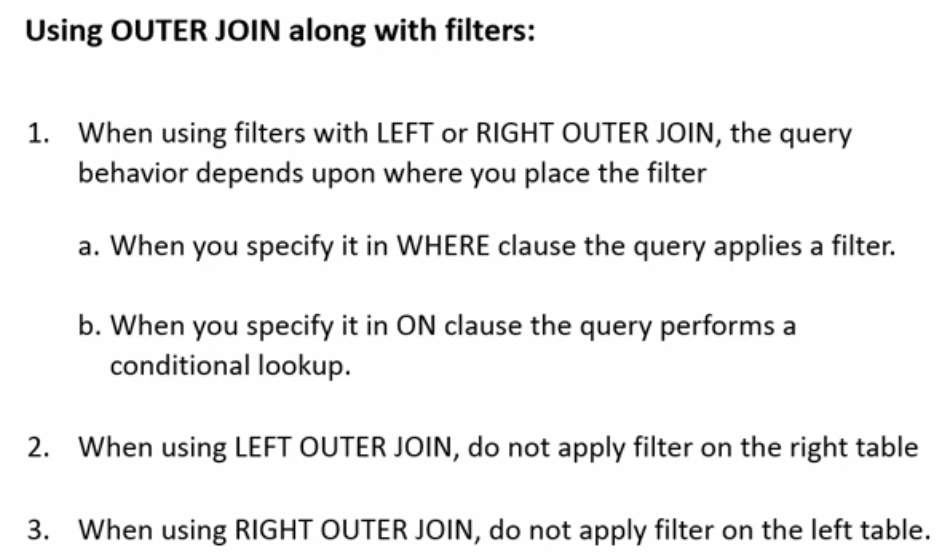 Using OUTER JOIN along with filters:
1. When using filters with LEFT or RIGHT OUTER JOIN, the query
behavior depends upon where you place the filter
a. When you specify it in WHERE clause the query applies a filter.
b. When you specify it in ON clause the query performs a
conditional lookup.
2. When using LEFT OUTER JOIN, do not apply filter on the right table
3. When using RIGHT OUTER JOIN, do not apply filter on the left table.